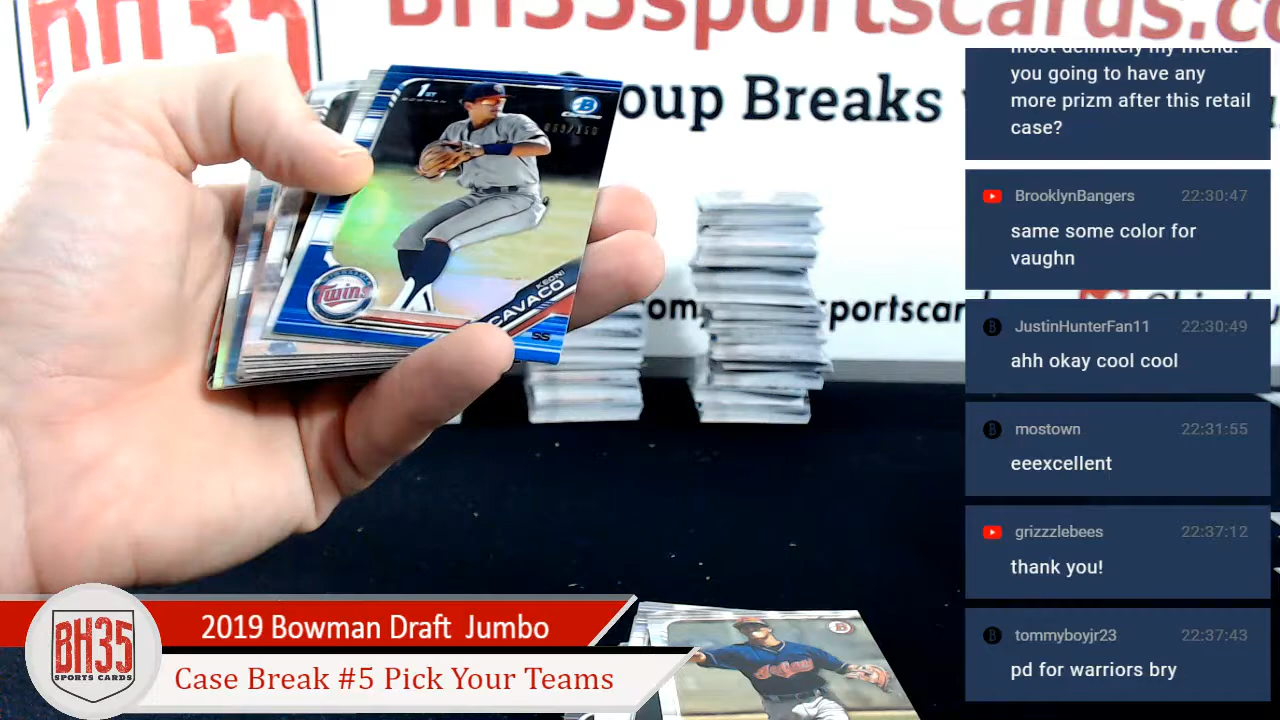 BH35sportscards.co
oup Breaks
om
portscar
1ST
BOWMAN
Twins
KEONI
CAVACO
SS
most definitely my friend.
you going to have any
more prizm after this retail
case?
BrooklynBangers 22:30:47
same some color for
vaughn
JustinHunterFan11 22:30:49
ahh okay cool cool
mostown 22:31:55
eeexcellent
grizzzlebees 22:37:12
thank you!
tommyboyjr23 22:37:43
pd for warriors bry
BH35
SPORTS CARDS
2019 Bowman Draft Jumbo
Case Break #5 Pick Your Teams